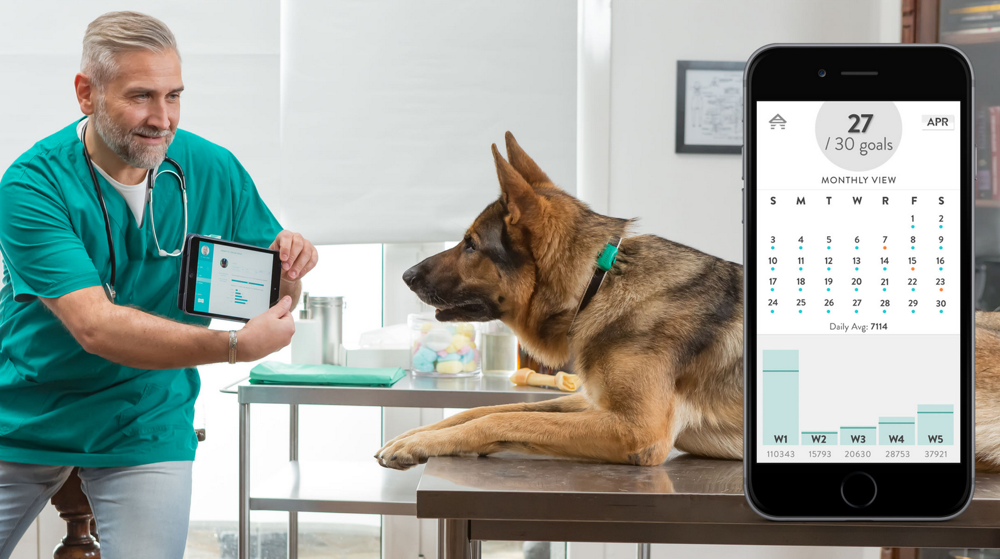 27
/ 30 goals
APR
MONTHLY VIEW
S M T W R F S
1 2
3 4 5 6 7 8 9
10 11 12 13 14 15 16
17 18 19 20 21 22 23
24 25 26 27 28 29 30
Daily Avg: 7114
W1 W2 W3 W4 W5
110343 15793 20630 28753 37921